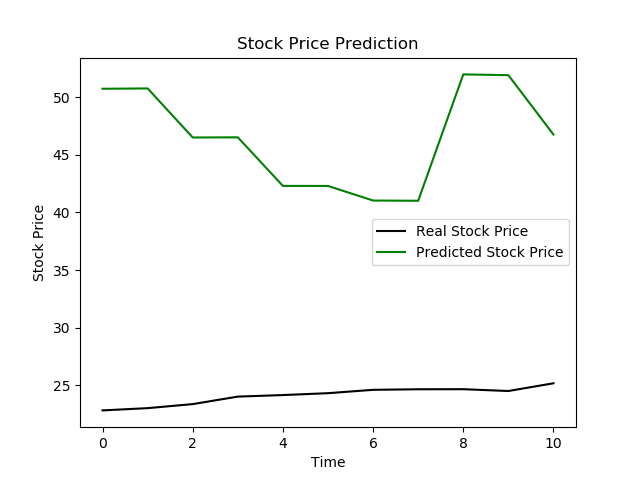 Stock Price Prediction
50
45
40
35
30
25
Stock Price
Real Stock Price
Predicted Stock Price
0 2 4 6 8 10
Time